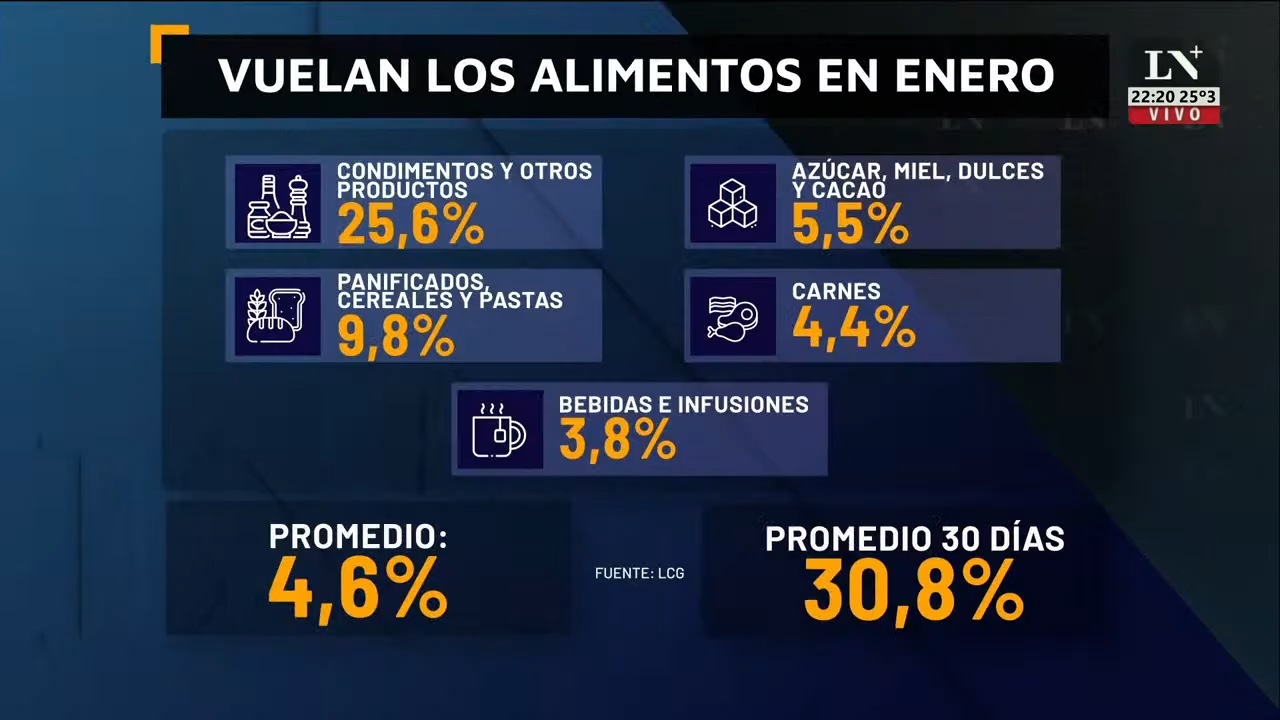 VUELAN LOS ALIMENTOS EN ENERO
LN+
22:20 25°3
VIVO
CONDIMENTOS Y OTROS
PRODUCTOS
25,6%
AZÚCAR, MIEL, DULCES
Y CACAO
5,5%
PANIFICADOS,
CEREALES Y PASTAS
9,8%
CARNES
4,4%
BEBIDAS E INFUSIONES
3,8%
PROMEDIO:
4,6%
FUENTE: LCG
PROMEDIO 30 DÍAS
30,8%